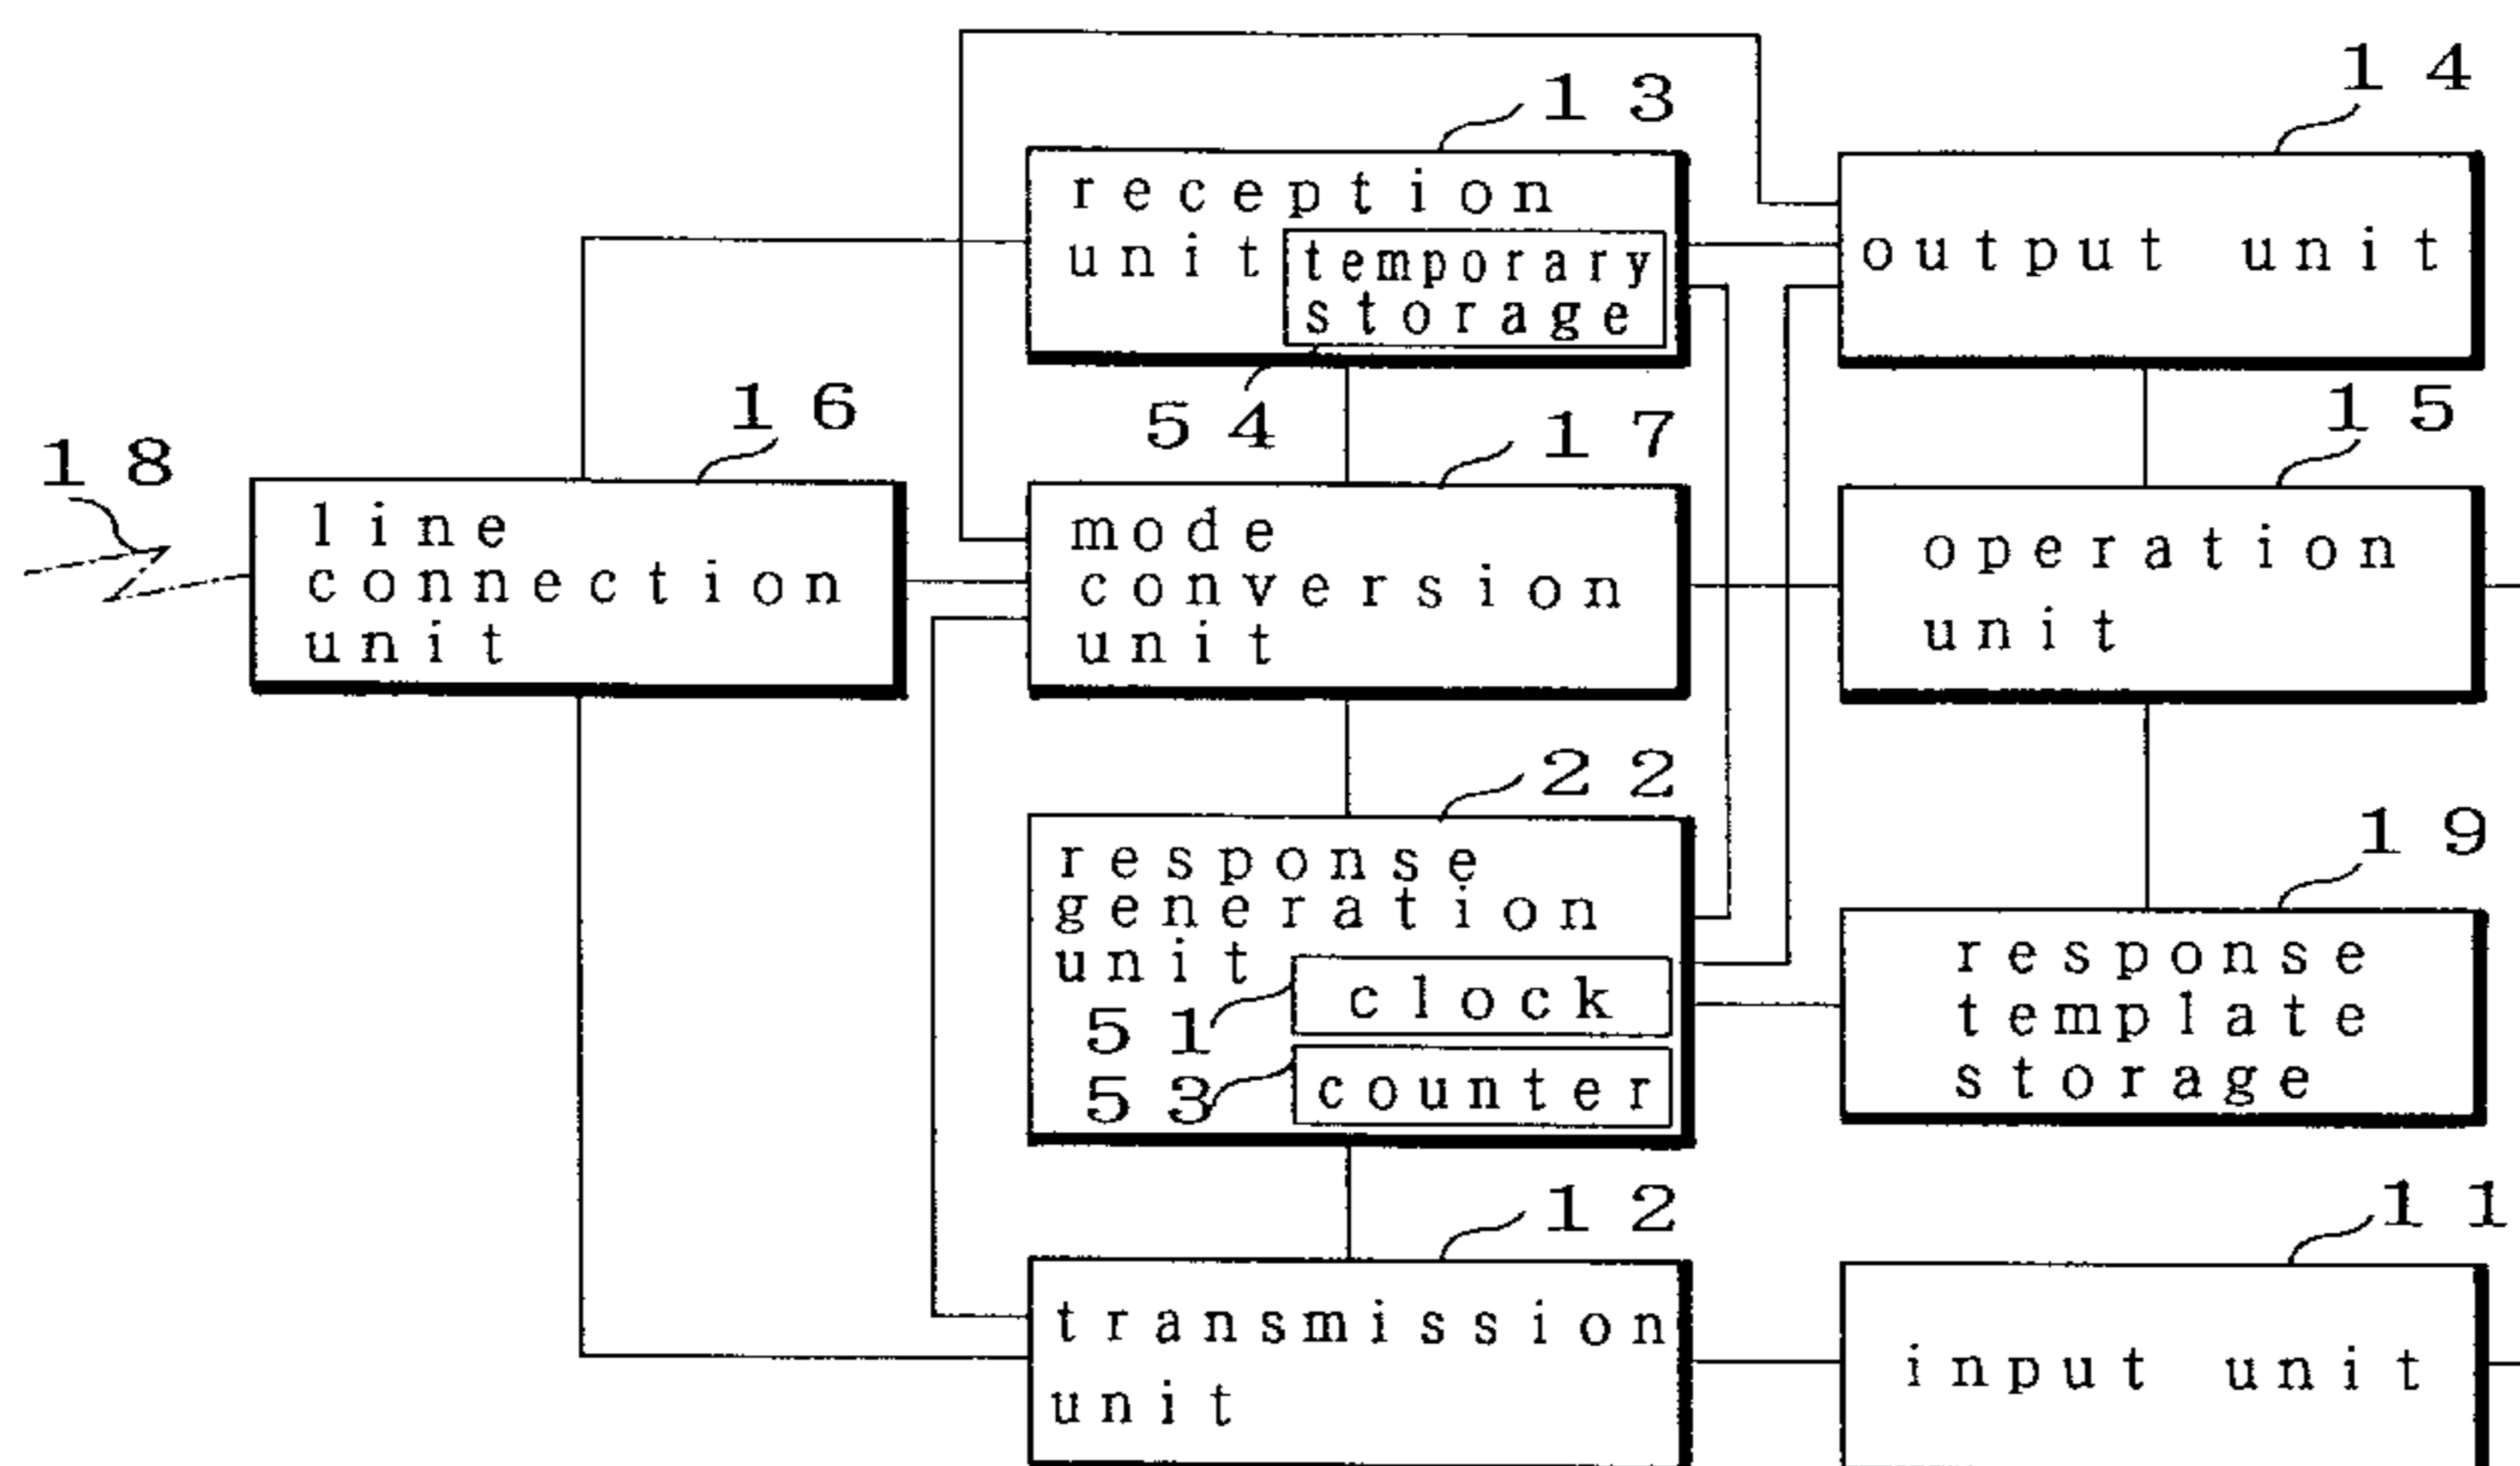 13
14
reception
unit
temporary
storage
54
output unit
18
16
line
connection
unit
17
mode
conversion
unit
15
operation
unit
22
response
generation
unit
51
clock
53
counter
19
response
template
storage
12
transmission
unit
11
input unit